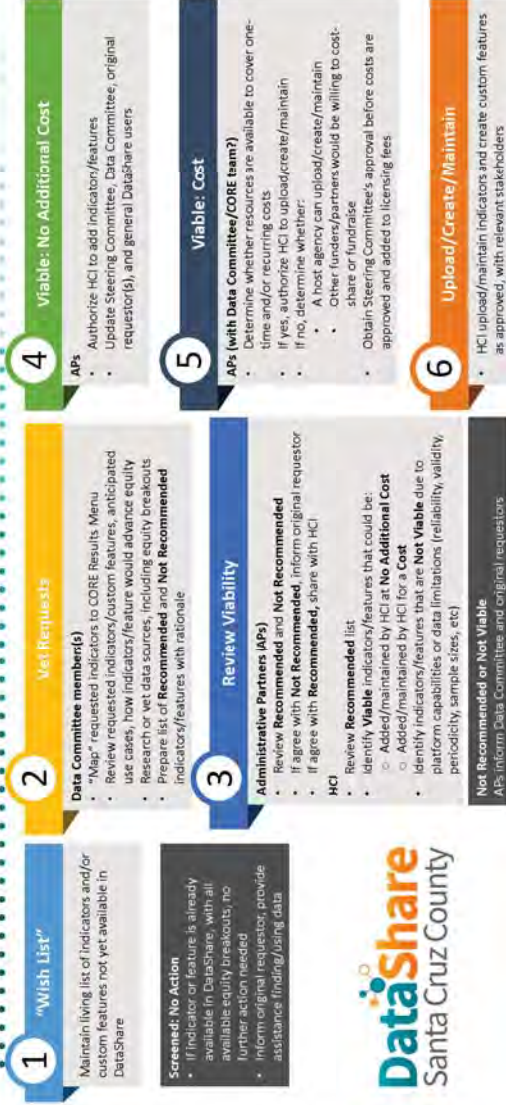 1
"Wish List"
Maintain living list of indicators and/or
custom features not yet available in
DataShare
Screened: No Action
• If indicator or feature is already
available in DataShare, with all
available equity breakouts, no
further action needed
• Inform original requestor, provide
assistance finding/using data
DataShare
Santa Cruz County
2
Vet Requests
Data Committee member(s)
• "Map" requested indicators to CORE Results Menu
• Review requested indicators/custom features, anticipated
use cases, how indicators/feature would advance equity
• Research or vet data sources, including equity breakouts
• Prepare list of Recommended and Not Recommended
indicators/features with rationale
3
Review Viability
Administrative Partners (APs)
• Review Recommended and Not Recommended
• If agree with Not Recommended, inform original requestor
• If agree with Recommended, share with HCI
HCI
• Review Recommended list
• Identify Viable indicators/features that could be:
○ Added/maintained by HCI at No Additional Cost
○ Added/maintained by HCI for a Cost
• Identify indicators/features that are Not Viable due to
platform capabilities or data limitations (reliability, validity,
periodicity, sample sizes, etc)
Not Recommended or Not Viable
APs inform Data Committee and original requestors
4
Viable: No Additional Cost
APs
• Authorize HCI to add indicators/features
• Update Steering Committee, Data Committee, original
requestor(s), and general DataShare users
5
Viable: Cost
APs (with Data Committee/CORE team?)
• Determine whether resources are available to cover one-
time and/or recurring costs
• If yes, authorize HCI to upload/create/maintain
• If no, determine whether:
• A host agency can upload/create/maintain
• Other funders/partners would be willing to cost-
share or fundraise
• Obtain Steering Committee's approval before costs are
approved and added to licensing fees
6
Upload/Create/Maintain
• HCI upload/maintain indicators and create custom features
as approved, with relevant stakeholders